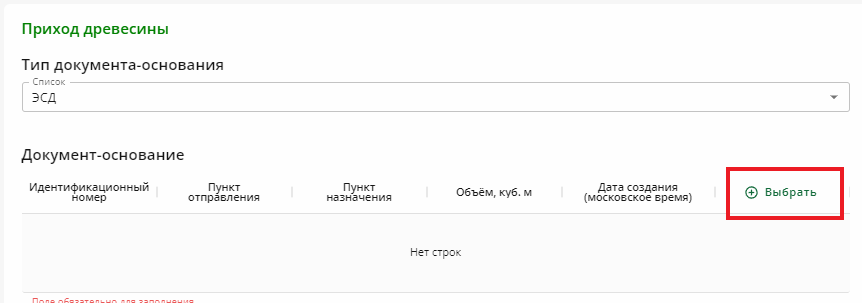 Приход древесины
Тип документа-основания
Список
ЭСД
Документ-основание
Идентификационный номер
Пункт отправления
Пункт назначения
Объём, куб. м
Дата создания (московское время)
Выбрать
Нет строк
Поле обязательно для заполнения